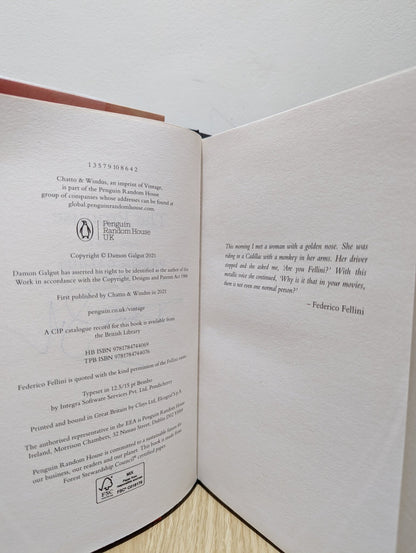 1 3 5 7 9 10 8 6 4 2
Chatto & Windus, an imprint of Vintage,
is part of the Penguin Random House
group of companies whose addresses can be found at
global.penguinrandomhouse.com.
Penguin
Random House
UK
Copyright © Damon Galgut 2021
Damon Galgut has asserted his right to be identified as the author of this
Work in accordance with the Copyright, Designs and Patents Act 1988
First published by Chatto & Windus in 2021
penguin.co.uk/vintage
A CIP catalogue record for this book is available from
the British Library
HB ISBN 9781784744069
TPB ISBN 9781784744076
Federico Fellini is quoted with the kind permission of the Fellini estate.
Typeset in 12.5/15 pt Bembo
by Integra Software Services Pvt. Ltd, Pondicherry
Printed and bound in Great Britain by Clays Ltd, Elcograf S.p.A.
The authorised representative in the EEA is Penguin Random House
Ireland, Morrison Chambers, 32 Nassau Street, Dublin D02 YH68
Penguin Random House is committed to a sustainable future for
our business, our readers and our planet. This book is made from
Forest Stewardship Council® certified paper.
FSC
MIX
FSC® C018179
This morning I met a woman with a golden nose. She was
riding in a Cadillac with a monkey in her arms. Her driver
stopped and she asked me, 'Are you Fellini?' With this
metallic voice she continued, 'Why is it that in your movies,
there is not even one normal person?'
– Federico Fellini